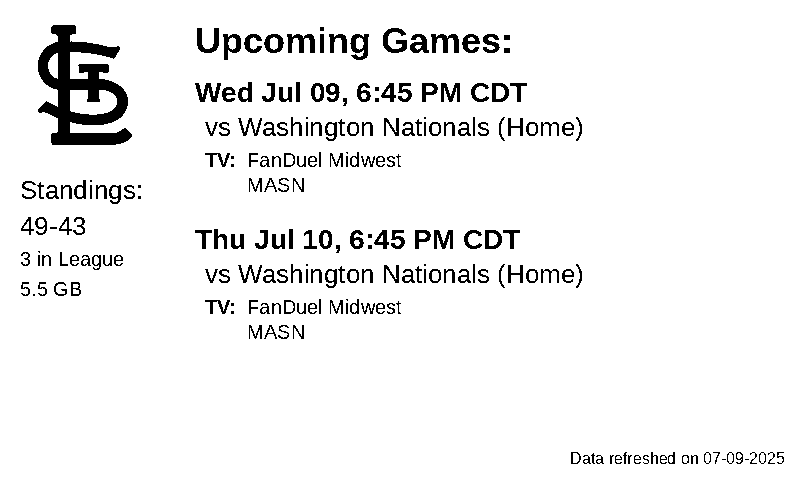 STL
Standings:
49-43
3 in League
5.5 GB
Upcoming Games:
Wed Jul 09, 6:45 PM CDT
vs Washington Nationals (Home)
TV: FanDuel Midwest
MASN
Thu Jul 10, 6:45 PM CDT
vs Washington Nationals (Home)
TV: FanDuel Midwest
MASN
Data refreshed on 07-09-2025